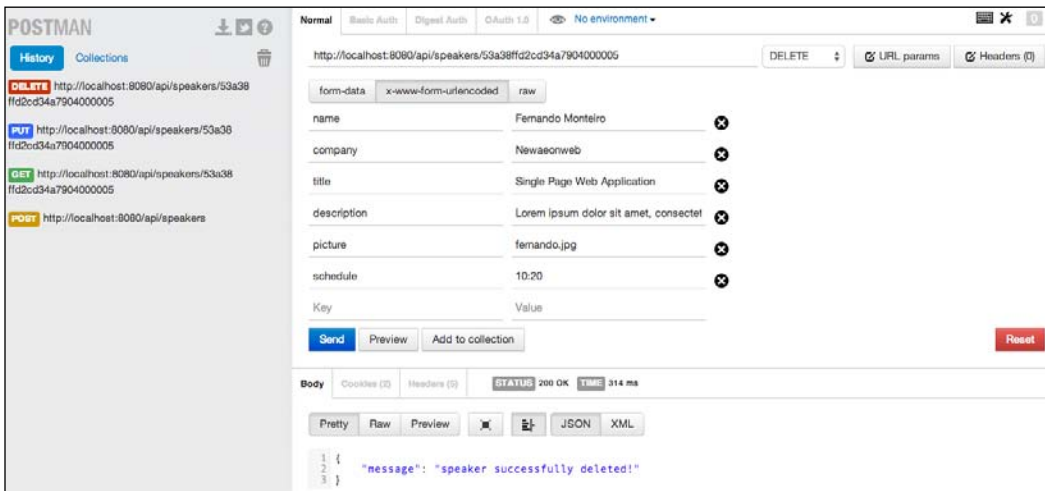 POSTMAN
History Collections
DELETE http://localhost:8080/api/speakers/53a38
ffd2cd34a7904000005
PUT http://localhost:8080/api/speakers/53a38
ffd2cd34a7904000005
GET http://localhost:8080/api/speakers/53a38
ffd2cd34a7904000005
POST http://localhost:8080/api/speakers
Normal Basic Auth Digest Auth OAuth 1.0 No environment 0
http://localhost:8080/api/speakers/53a38ffd2cd34a7904000005 DELETE URL params Headers (0)
form-data x-www-form-urlencoded raw
name Fernando Monteiro
company Newaeonweb
title Single Page Web Application
description Lorem ipsum dolor sit amet, consectet
picture fernando.jpg
schedule 10:20
Key Value
Send Preview Add to collection Reset
Body Cookies (2) Headers (5) STATUS 200 OK TIME 314 ms
Pretty Raw Preview JSON XML
1 {
2 "message": "speaker successfully deleted!"
3 }